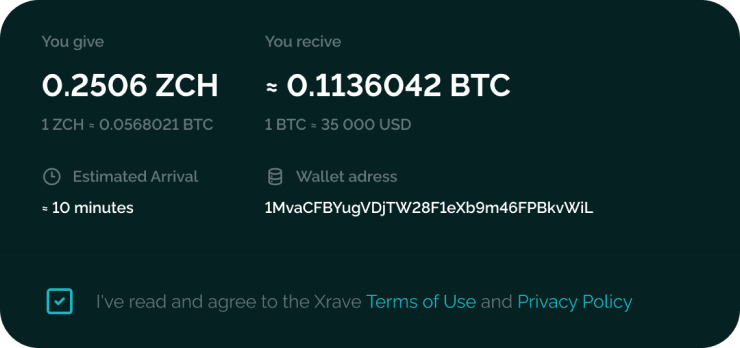 You give
0.2506 ZCH
1 ZCH ≈ 0.0568021 BTC
You recive
≈ 0.1136042 BTC
1 BTC ≈ 35 000 USD
Estimated Arrival
≈ 10 minutes
Wallet adress
1MvaCFBYugVDjTW28F1eXb9m46FPBkvWiL
I've read and agree to the Xrave Terms of Use and Privacy Policy